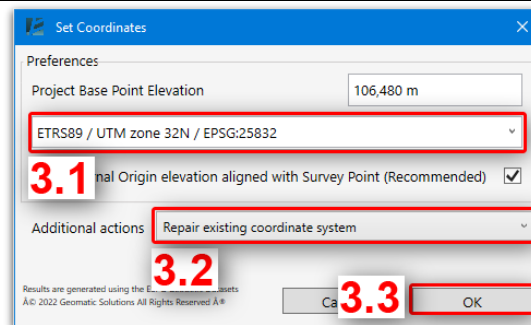 Set Coordinates
Preferences
Project Base Point Elevation
106,480 m
ETRS89 / UTM zone 32N / EPSG:25832
3.1
nal Origin elevation aligned with Survey Point (Recommended)
Additional actions
Repair existing coordinate system
3.2
Results are generated using the
Â© 2022 Geomatic Solutions All Rights Reserved Â®
3.3
OK